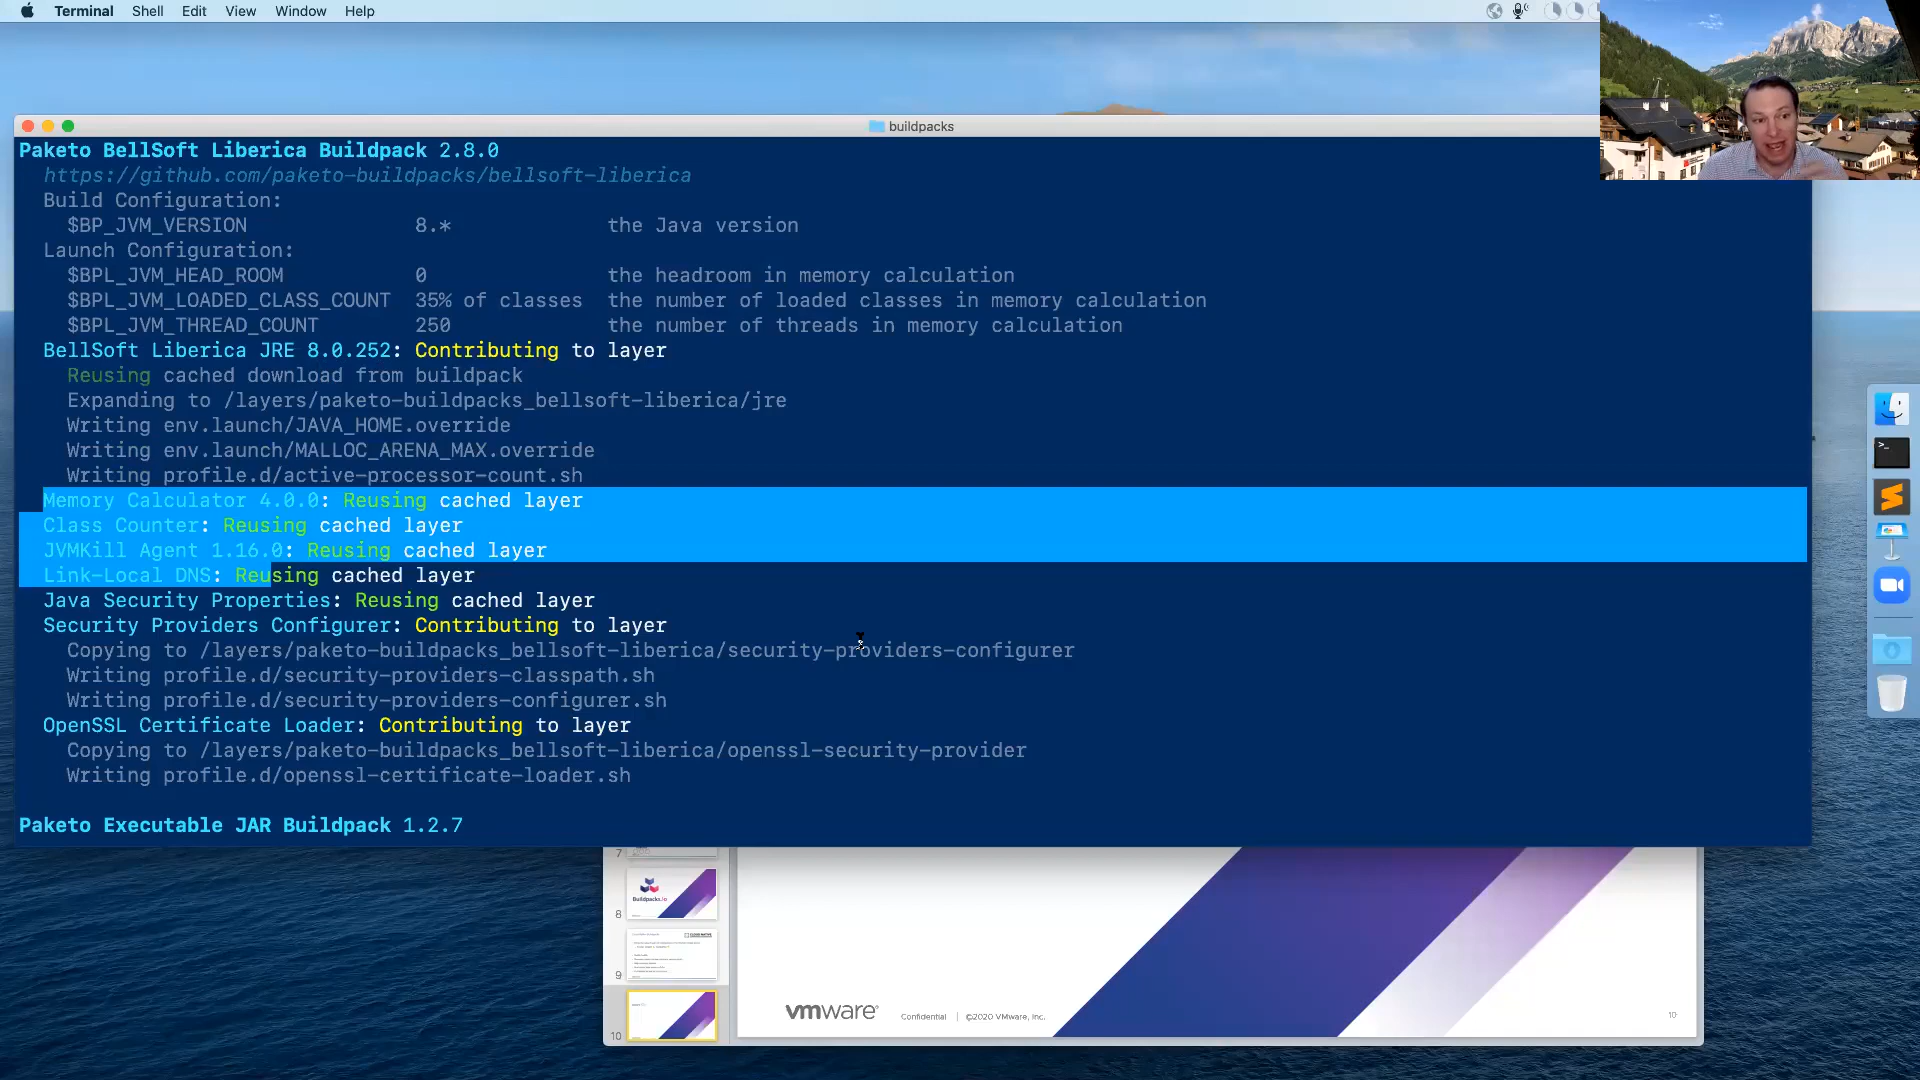 Terminal Shell Edit View Window Help
buildpacks
Paketo BellSoft Liberica Buildpack 2.8.0
https://github.com/paketo-buildpacks/bellsoft-liberica
Build Configuration:
$BP_JVM_VERSION 8.* the Java version
Launch Configuration:
$BPL_JVM_HEAD_ROOM 0 the headroom in memory calculation
$BPL_JVM_LOADED_CLASS_COUNT 35% of classes the number of loaded classes in memory calculation
$BPL_JVM_THREAD_COUNT 250 the number of threads in memory calculation
BellSoft Liberica JRE 8.0.252: Contributing to layer
Reusing cached download from buildpack
Expanding to /layers/paketo-buildpacks_bellsoft-liberica/jre
Writing env.launch/JAVA_HOME.override
Writing env.launch/MALLOC_ARENA_MAX.override
Writing profile.d/active-processor-count.sh
Memory Calculator 4.0.0: Reusing cached layer
Class Counter: Reusing cached layer
JVMKill Agent 1.16.0: Reusing cached layer
Link-Local DNS: Reusing cached layer
Java Security Properties: Reusing cached layer
Security Providers Configurer: Contributing to layer
Copying to /layers/paketo-buildpacks_bellsoft-liberica/security-providers-configurer
Writing profile.d/security-providers-classpath.sh
Writing profile.d/security-providers-configurer.sh
OpenSSL Certificate Loader: Contributing to layer
Copying to /layers/paketo-buildpacks_bellsoft-liberica/openssl-security-provider
Writing profile.d/openssl-certificate-loader.sh
Paketo Executable JAR Buildpack 1.2.7
7
Buildpacks.io
8
9
10
vmware® Confidential | ©2020 VMware, Inc. 10